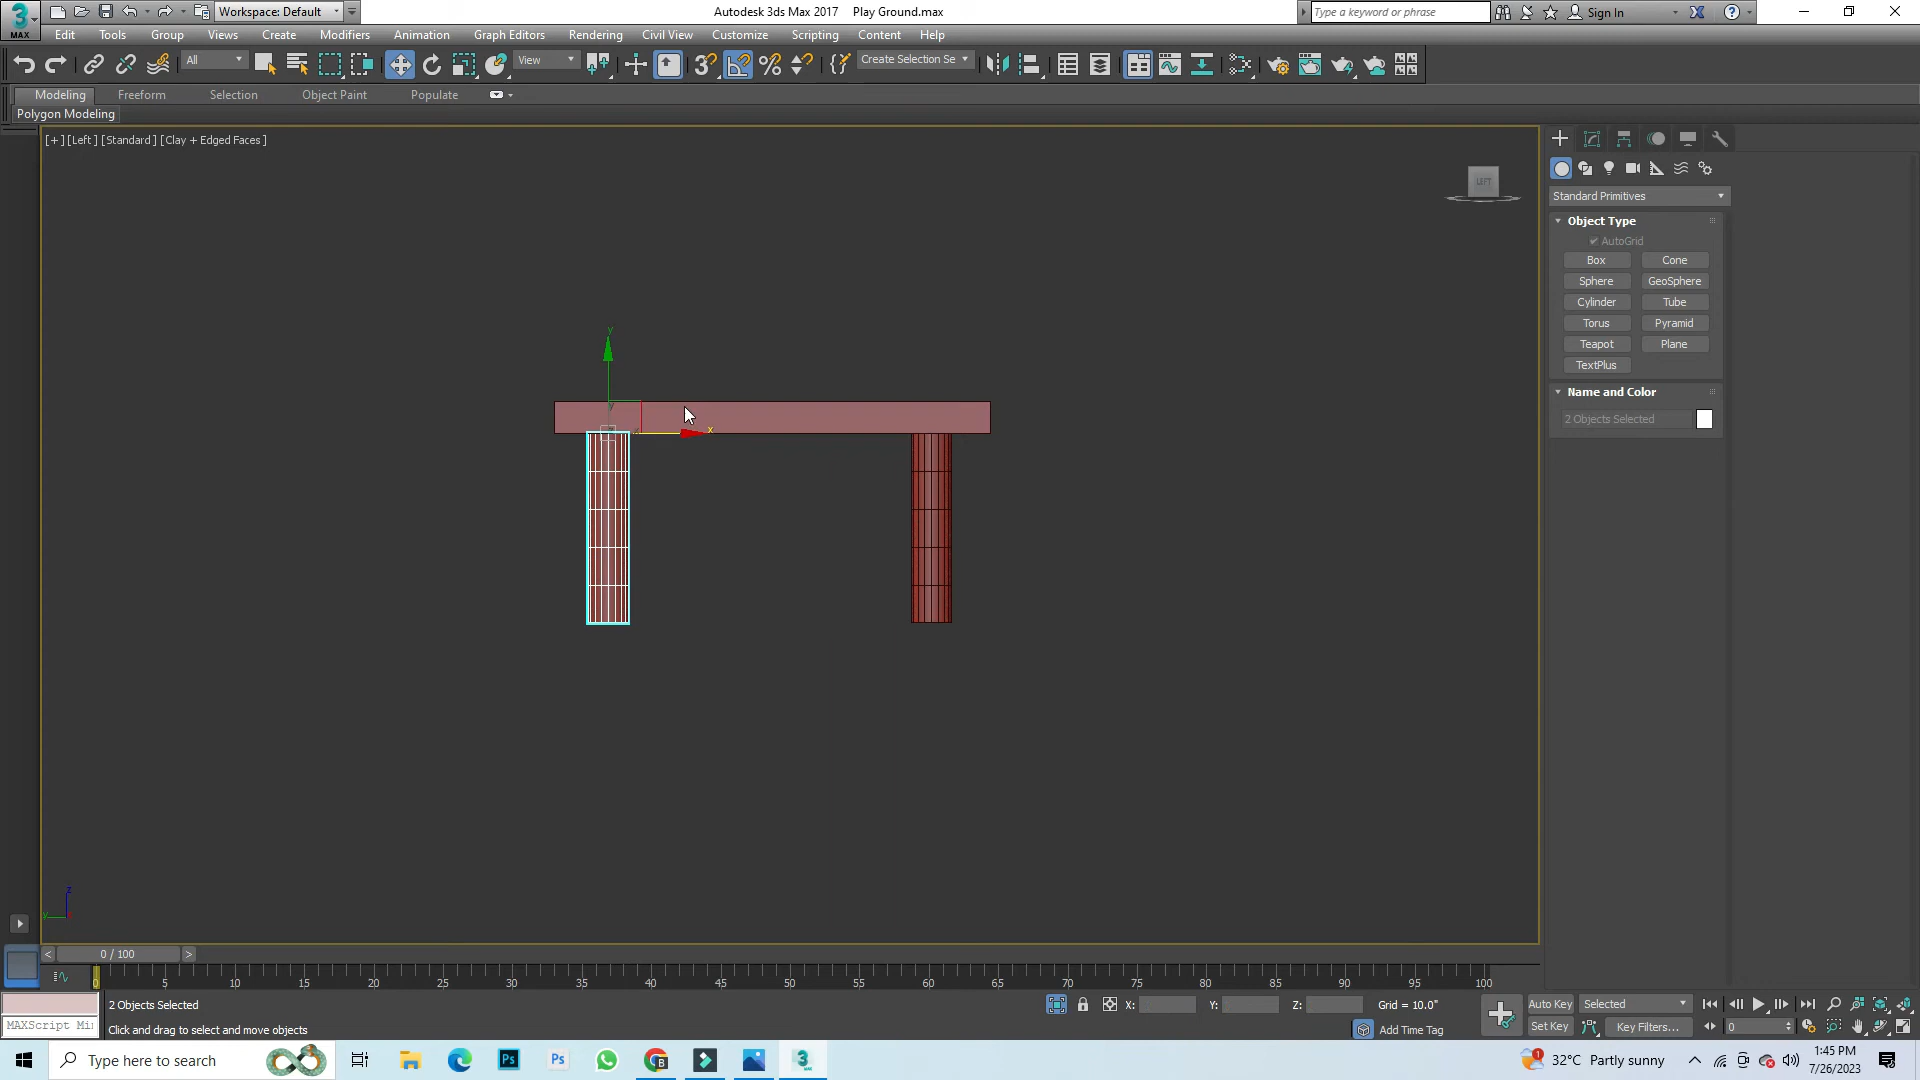 Workspace: Default
Autodesk 3ds Max 2017    Play Ground.max
Type a keyword or phrase
Sign In
MAX
Edit
Tools
Group
Views
Create
Modifiers
Animation
Graph Editors
Rendering
Civil View
Customize
Scripting
Content
Help
All
View
Create Selection Se
Modeling
Freeform
Selection
Object Paint
Populate
Polygon Modeling
[+] [Left] [Standard] [Clay + Edged Faces]
LEFT
Standard Primitives
Object Type
AutoGrid
Box
Cone
Sphere
GeoSphere
Cylinder
Tube
Torus
Pyramid
Teapot
Plane
TextPlus
Name and Color
2 Objects Selected
y
y
x
z
y
0 / 100
0 5 10 15 20 25 30 35 40 45 50 55 60 65 70 75 80 85 90 95 100
2 Objects Selected
X:
Y:
Z:
Grid = 10.0"
Auto Key
Selected
MAXScript Mi
Click and drag to select and move objects
Add Time Tag
Set Key
Key Filters...
0
Type here to search
32°C Partly sunny
1:45 PM
7/26/2023